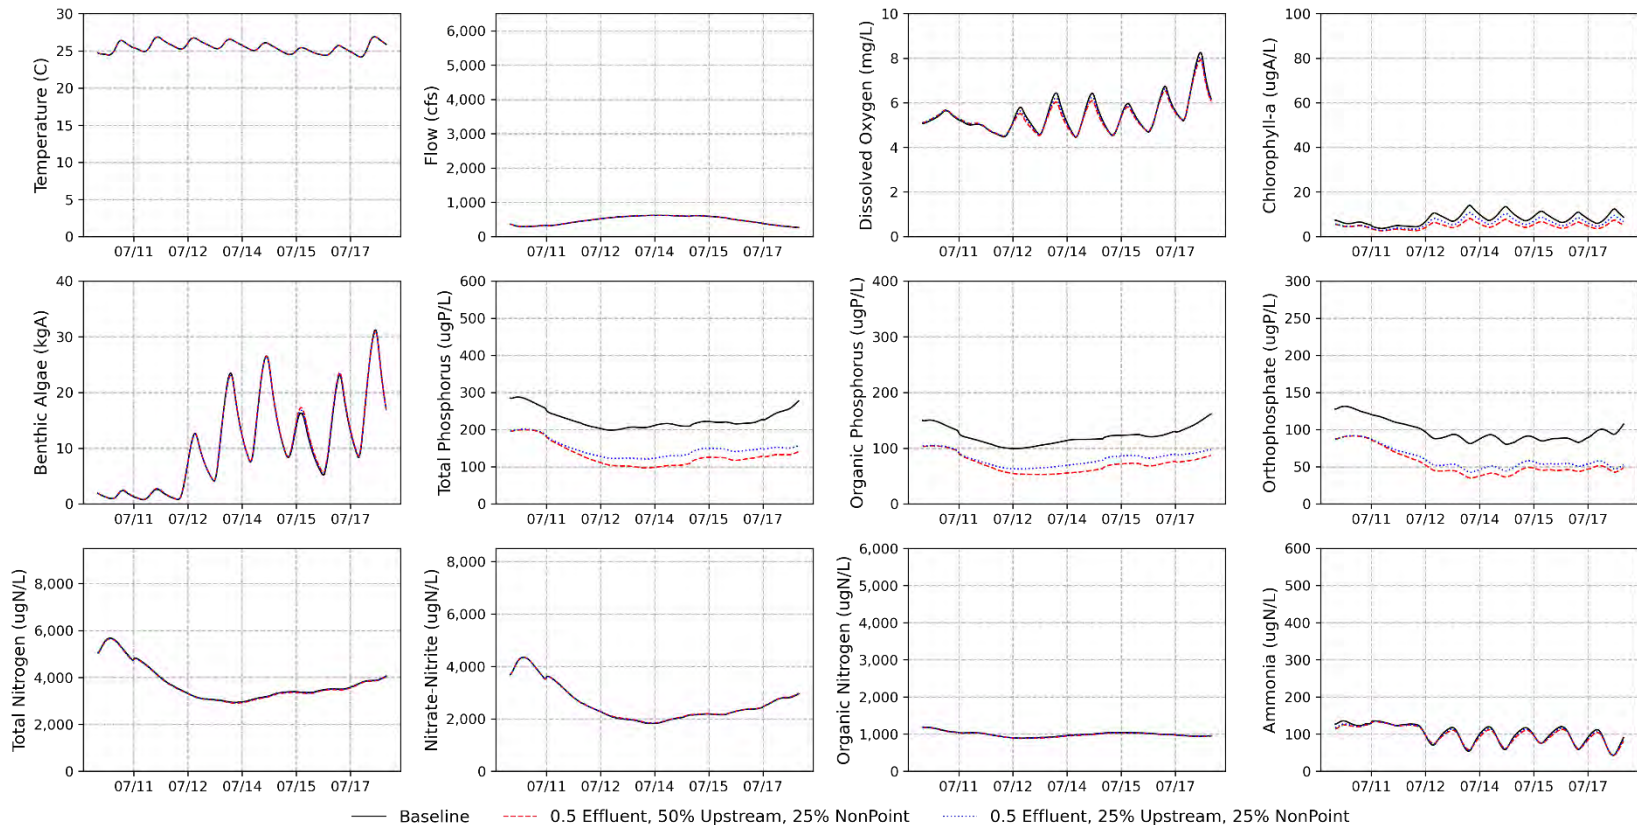 Temperature (C)
30
25
20
15
10
5
0
07/11 07/12 07/14 07/15 07/17
Flow (cfs)
6,000
5,000
4,000
3,000
2,000
1,000
0
07/11 07/12 07/14 07/15 07/17
Dissolved Oxygen (mg/L)
10
8
6
4
2
0
07/11 07/12 07/14 07/15 07/17
Chlorophyll-a (ugA/L)
100
80
60
40
20
0
07/11 07/12 07/14 07/15 07/17
Benthic Algae (kgA)
40
30
20
10
0
07/11 07/12 07/14 07/15 07/17
Total Phosphorus (ugP/L)
600
500
400
300
200
100
0
07/11 07/12 07/14 07/15 07/17
Organic Phosphorus (ugP/L)
400
300
200
100
0
07/11 07/12 07/14 07/15 07/17
Orthophosphate (ugP/L)
300
250
200
150
100
50
0
07/11 07/12 07/14 07/15 07/17
Total Nitrogen (ugN/L)
8,000
6,000
4,000
2,000
0
07/11 07/12 07/14 07/15 07/17
Nitrate-Nitrite (ugN/L)
8,000
6,000
4,000
2,000
0
07/11 07/12 07/14 07/15 07/17
Organic Nitrogen (ugN/L)
6,000
5,000
4,000
3,000
2,000
1,000
0
07/11 07/12 07/14 07/15 07/17
Ammonia (ugN/L)
600
500
400
300
200
100
0
07/11 07/12 07/14 07/15 07/17
Baseline 0.5 Effluent, 50% Upstream, 25% NonPoint 0.5 Effluent, 25% Upstream, 25% NonPoint